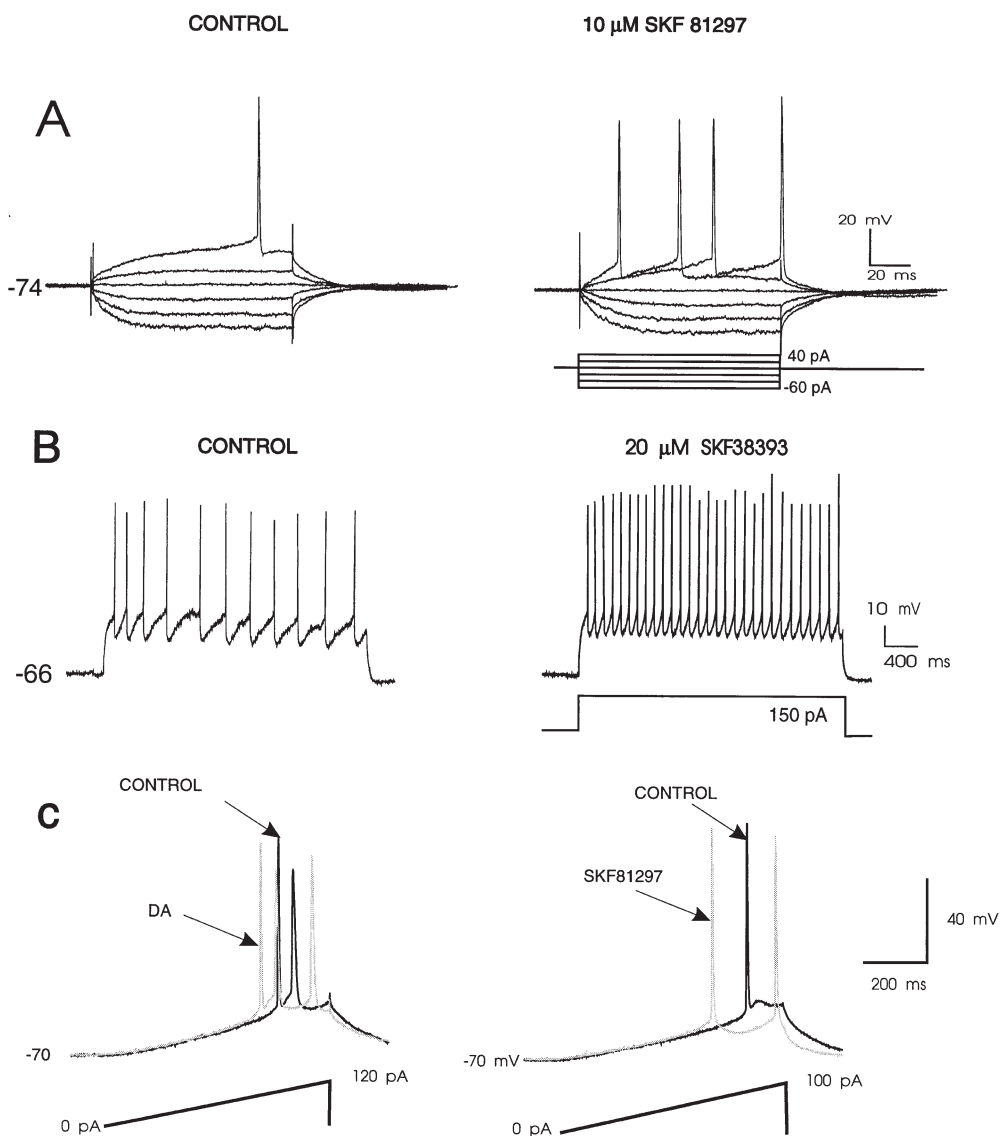 CONTROL
10 µM SKF 81297
A
20 mV
20 ms
-74
40 pA
-60 pA
B
CONTROL
20 µM SKF38393
10 mV
400 ms
-66
150 pA
C
CONTROL
CONTROL
SKF81297
DA
40 mV
200 ms
-70
-70 mV
120 pA
100 pA
0 pA
0 pA